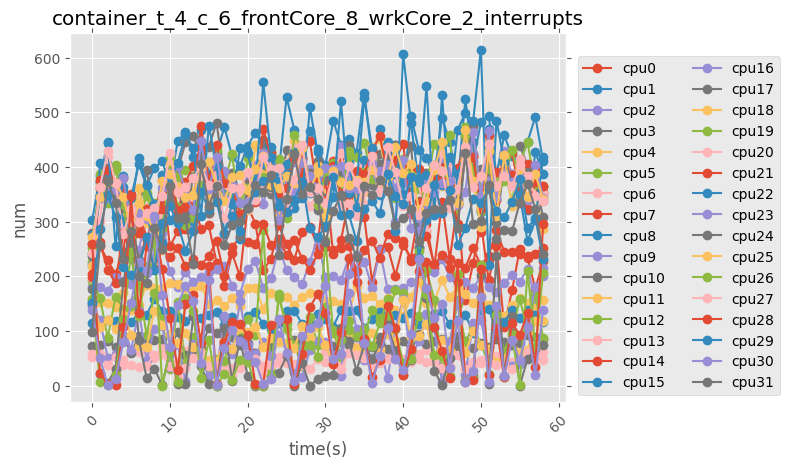 container_t_4_c_6_frontCore_8_wrkCore_2_interrupts
num
600
500
400
300
200
100
0
0
10
20
30
40
50
60
time(s)
cpu0
cpu1
cpu2
cpu3
cpu4
cpu5
cpu6
cpu7
cpu8
cpu9
cpu10
cpu11
cpu12
cpu13
cpu14
cpu15
cpu16
cpu17
cpu18
cpu19
cpu20
cpu21
cpu22
cpu23
cpu24
cpu25
cpu26
cpu27
cpu28
cpu29
cpu30
cpu31